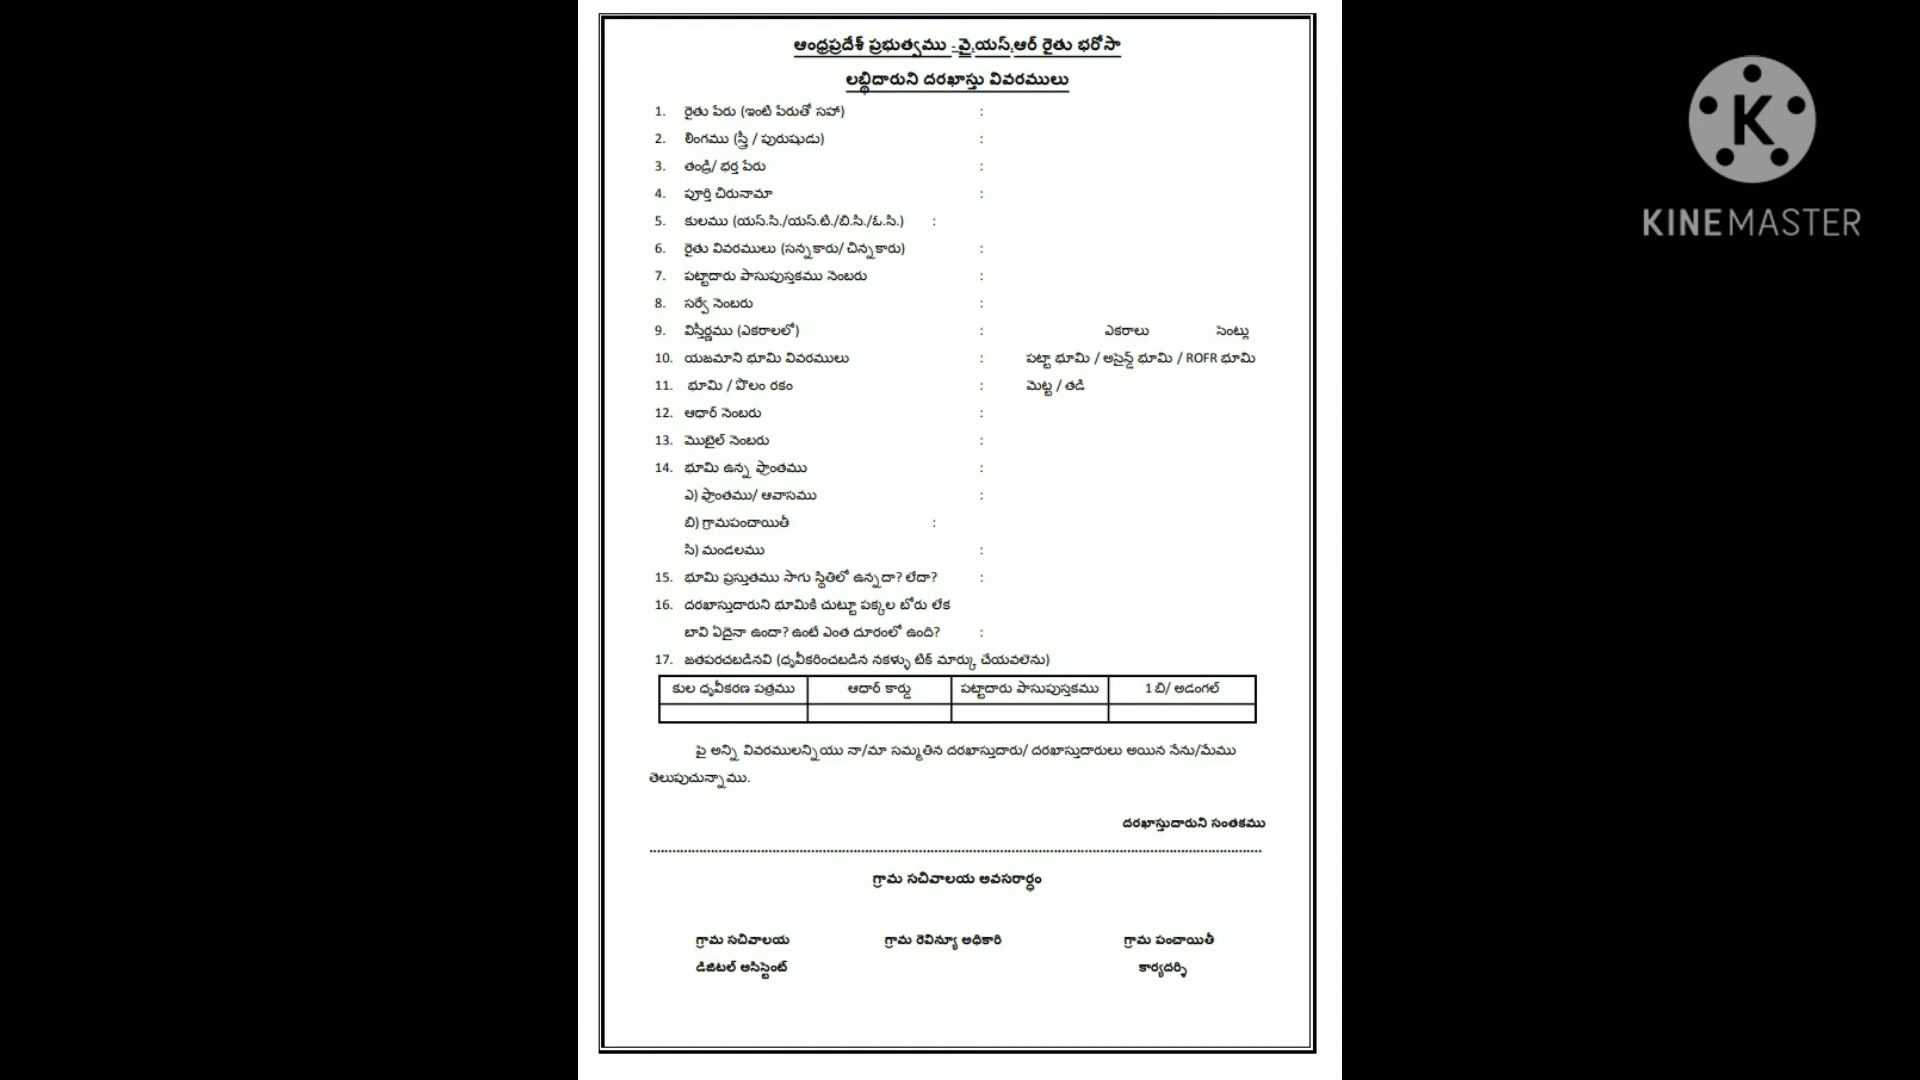 ఆంధ్రప్రదేశ్ ప్రభుత్వము -వై.యస్.ఆర్ రైతు భరోసా
లబ్ధిదారుని దరఖాస్తు వివరములు
1. రైతు పేరు (ఇంటి పేరుతో సహా) :
2. లింగము (స్త్రీ / పురుషుడు) :
3. తండ్రి/ భర్త పేరు :
4. పూర్తి చిరునామా :
5. కులము (యస్.సి./యస్.టి./బి.సి./ఓ.సి.) :
6. రైతు వివరములు (సన్నకారు/ చిన్నకారు) :
7. పట్టాదారు పాసుపుస్తకము నెంబరు :
8. సర్వే నెంబరు :
9. విస్తీర్ణము (ఎకరాలలో) : ఎకరాలు సెంట్లు
10. యజమాని భూమి వివరములు : పట్టా భూమి / అసైన్డ్ భూమి / ROFR భూమి
11. భూమి / పొలం రకం : మెట్ట / తడి
12. ఆధార్ నెంబరు :
13. మొబైల్ నెంబరు :
14. భూమి ఉన్న ప్రాంతము :
ఎ) ప్రాంతము/ ఆవాసము :
బి) గ్రామపంచాయితీ :
సి) మండలము :
15. భూమి ప్రస్తుతము సాగు స్థితిలో ఉన్నదా? లేదా? :
16. దరఖాస్తుదారుని భూమికి చుట్టూ పక్కల బోరు లేక
బావి ఏదైనా ఉందా? ఉంటే ఎంత దూరంలో ఉంది? :
17. జతపరచబడినవి (ధృవీకరించబడిన నకళ్ళు టిక్ మార్కు చేయవలెను)
కుల ధృవీకరణ పత్రము ఆధార్ కార్డు పట్టాదారు పాసుపుస్తకము 1 బి/ అడంగల్
పై అన్ని వివరములన్నియు నా/మా సమ్మతిన దరఖాస్తుదారు/ దరఖాస్తుదారులు అయిన నేను/మేము
తెలుపుచున్నాము.
దరఖాస్తుదారుని సంతకము
గ్రామ సచివాలయ అవసరార్ధం
గ్రామ సచివాలయ గ్రామ రెవిన్యూ అధికారి గ్రామ పంచాయితీ
డిజిటల్ అసిస్టెంట్ కార్యదర్శి
K
KINEMASTER